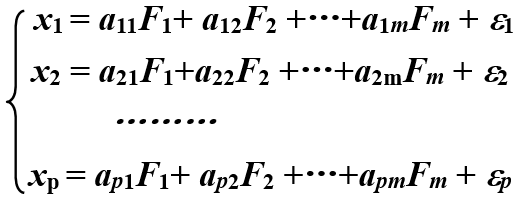 x₁ = a₁₁F₁+ a₁₂F₂ +⋯+a₁ₘFₘ + ε₁
x₂ = a₂₁F₁+a₂₂F₂ +⋯+a₂ₘFₘ + ε₂
………
xₚ = aₚ₁F₁+ aₚ₂F₂ +⋯+aₚₘFₘ + εₚ